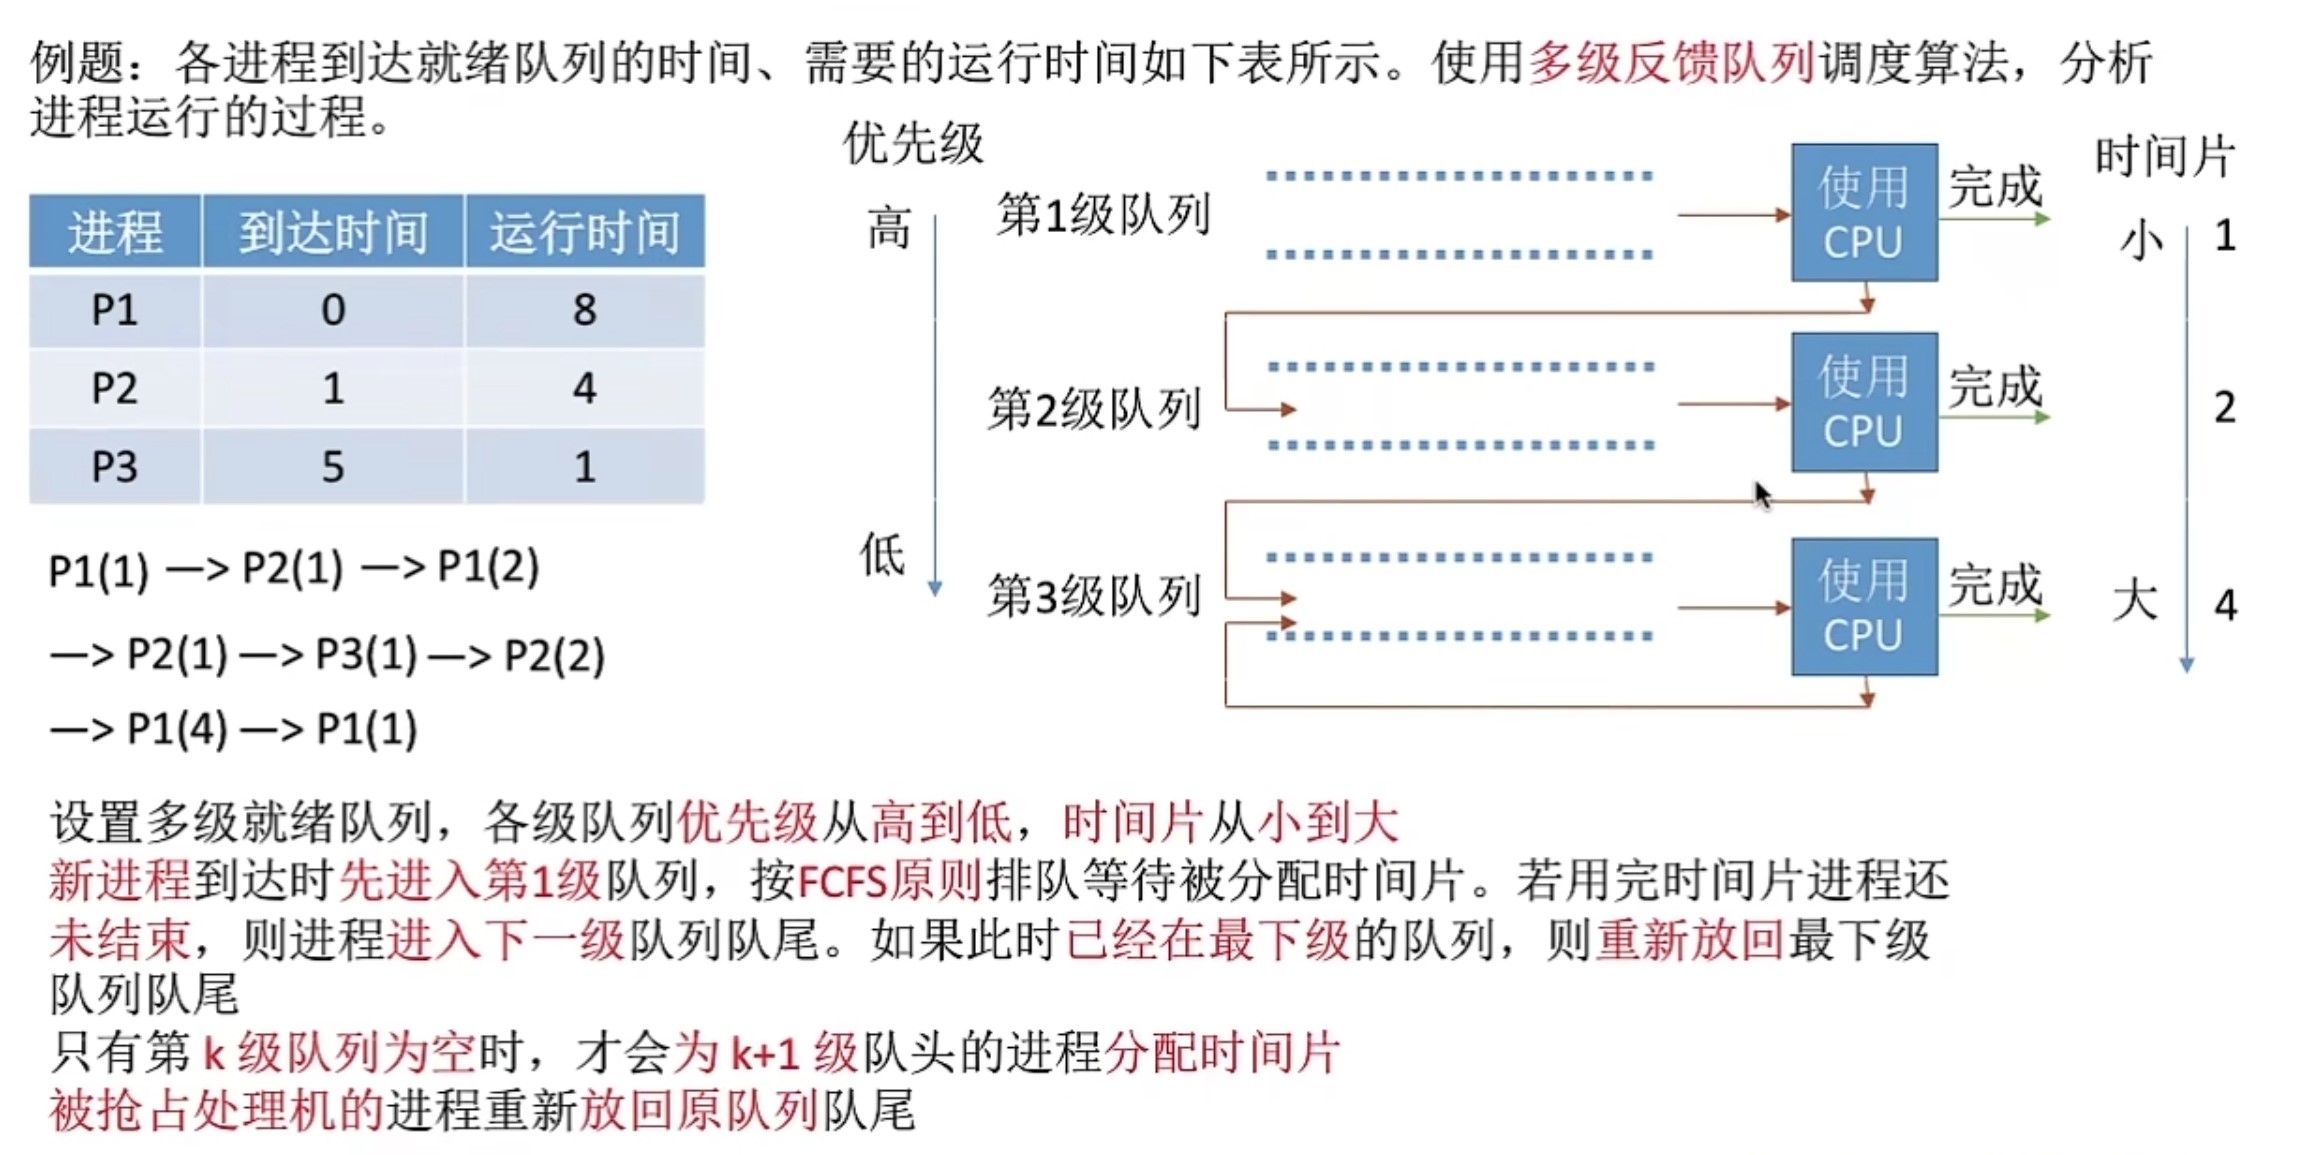 例题：各进程到达就绪队列的时间、需要的运行时间如下表所示。使用多级反馈队列调度算法，分析
进程运行的过程。
进程 到达时间 运行时间
P1 0 8
P2 1 4
P3 5 1
P1(1) —> P2(1) —> P1(2)
—> P2(1) —> P3(1) —> P2(2)
—> P1(4) —> P1(1)
优先级
高
低
第1级队列
使用
CPU
完成
第2级队列
使用
CPU
完成
第3级队列
使用
CPU
完成
时间片
小 1
2
大 4
设置多级就绪队列，各级队列优先级从高到低，时间片从小到大
新进程到达时先进入第1级队列，按FCFS原则排队等待被分配时间片。若用完时间片进程还
未结束，则进程进入下一级队列队尾。如果此时已经在最下级的队列，则重新放回最下级
队列队尾
只有第 k 级队列为空时，才会为 k+1 级队头的进程分配时间片
被抢占处理机的进程重新放回原队列队尾